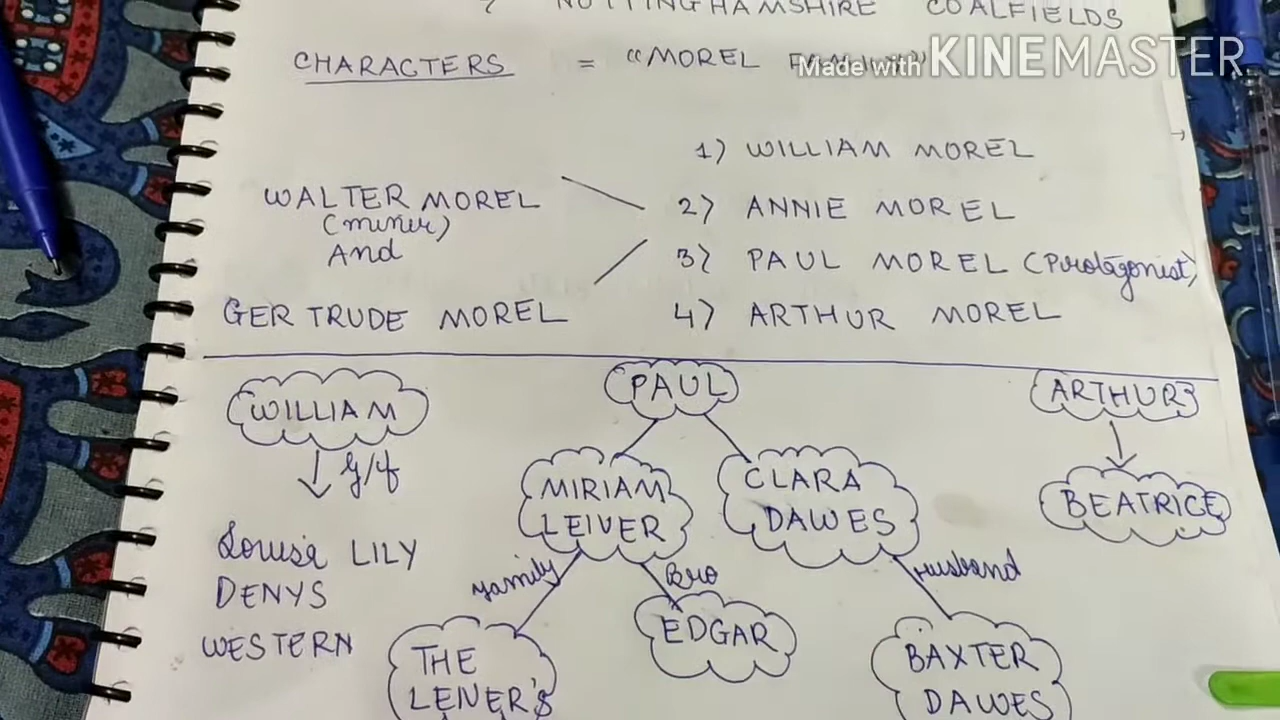 NOTTINGHAMSHIRE COALFIELDS
CHARACTERS = "MOREL
Made with KINEMASTER
1) WILLIAM MOREL
WALTER MOREL
(miner)
And
GERTRUDE MOREL
2) ANNIE MOREL
3) PAUL MOREL (Protagonist)
4) ARTHUR MOREL
WILLIAM
g/f
Louise LILY
DENYS
WESTERN
PAUL
MIRIAM
LEIVER
family
THE
LEIVER'S
Bro
EDGAR
CLARA
DAWES
Husband
BAXTER
DAWES
ARTHUR
BEATRICE